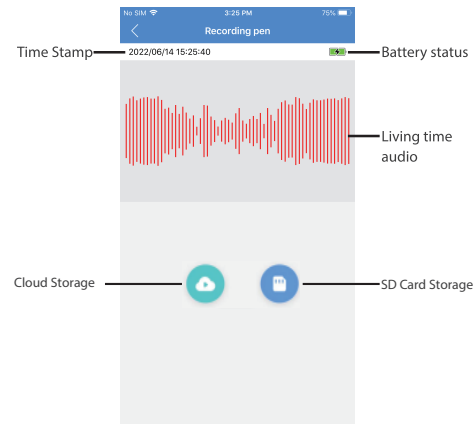 No SIM 3:25 PM 75%
Recording pen
Time Stamp 2022/06/14 15:25:40 Battery status
Living time
audio
Cloud Storage SD Card Storage